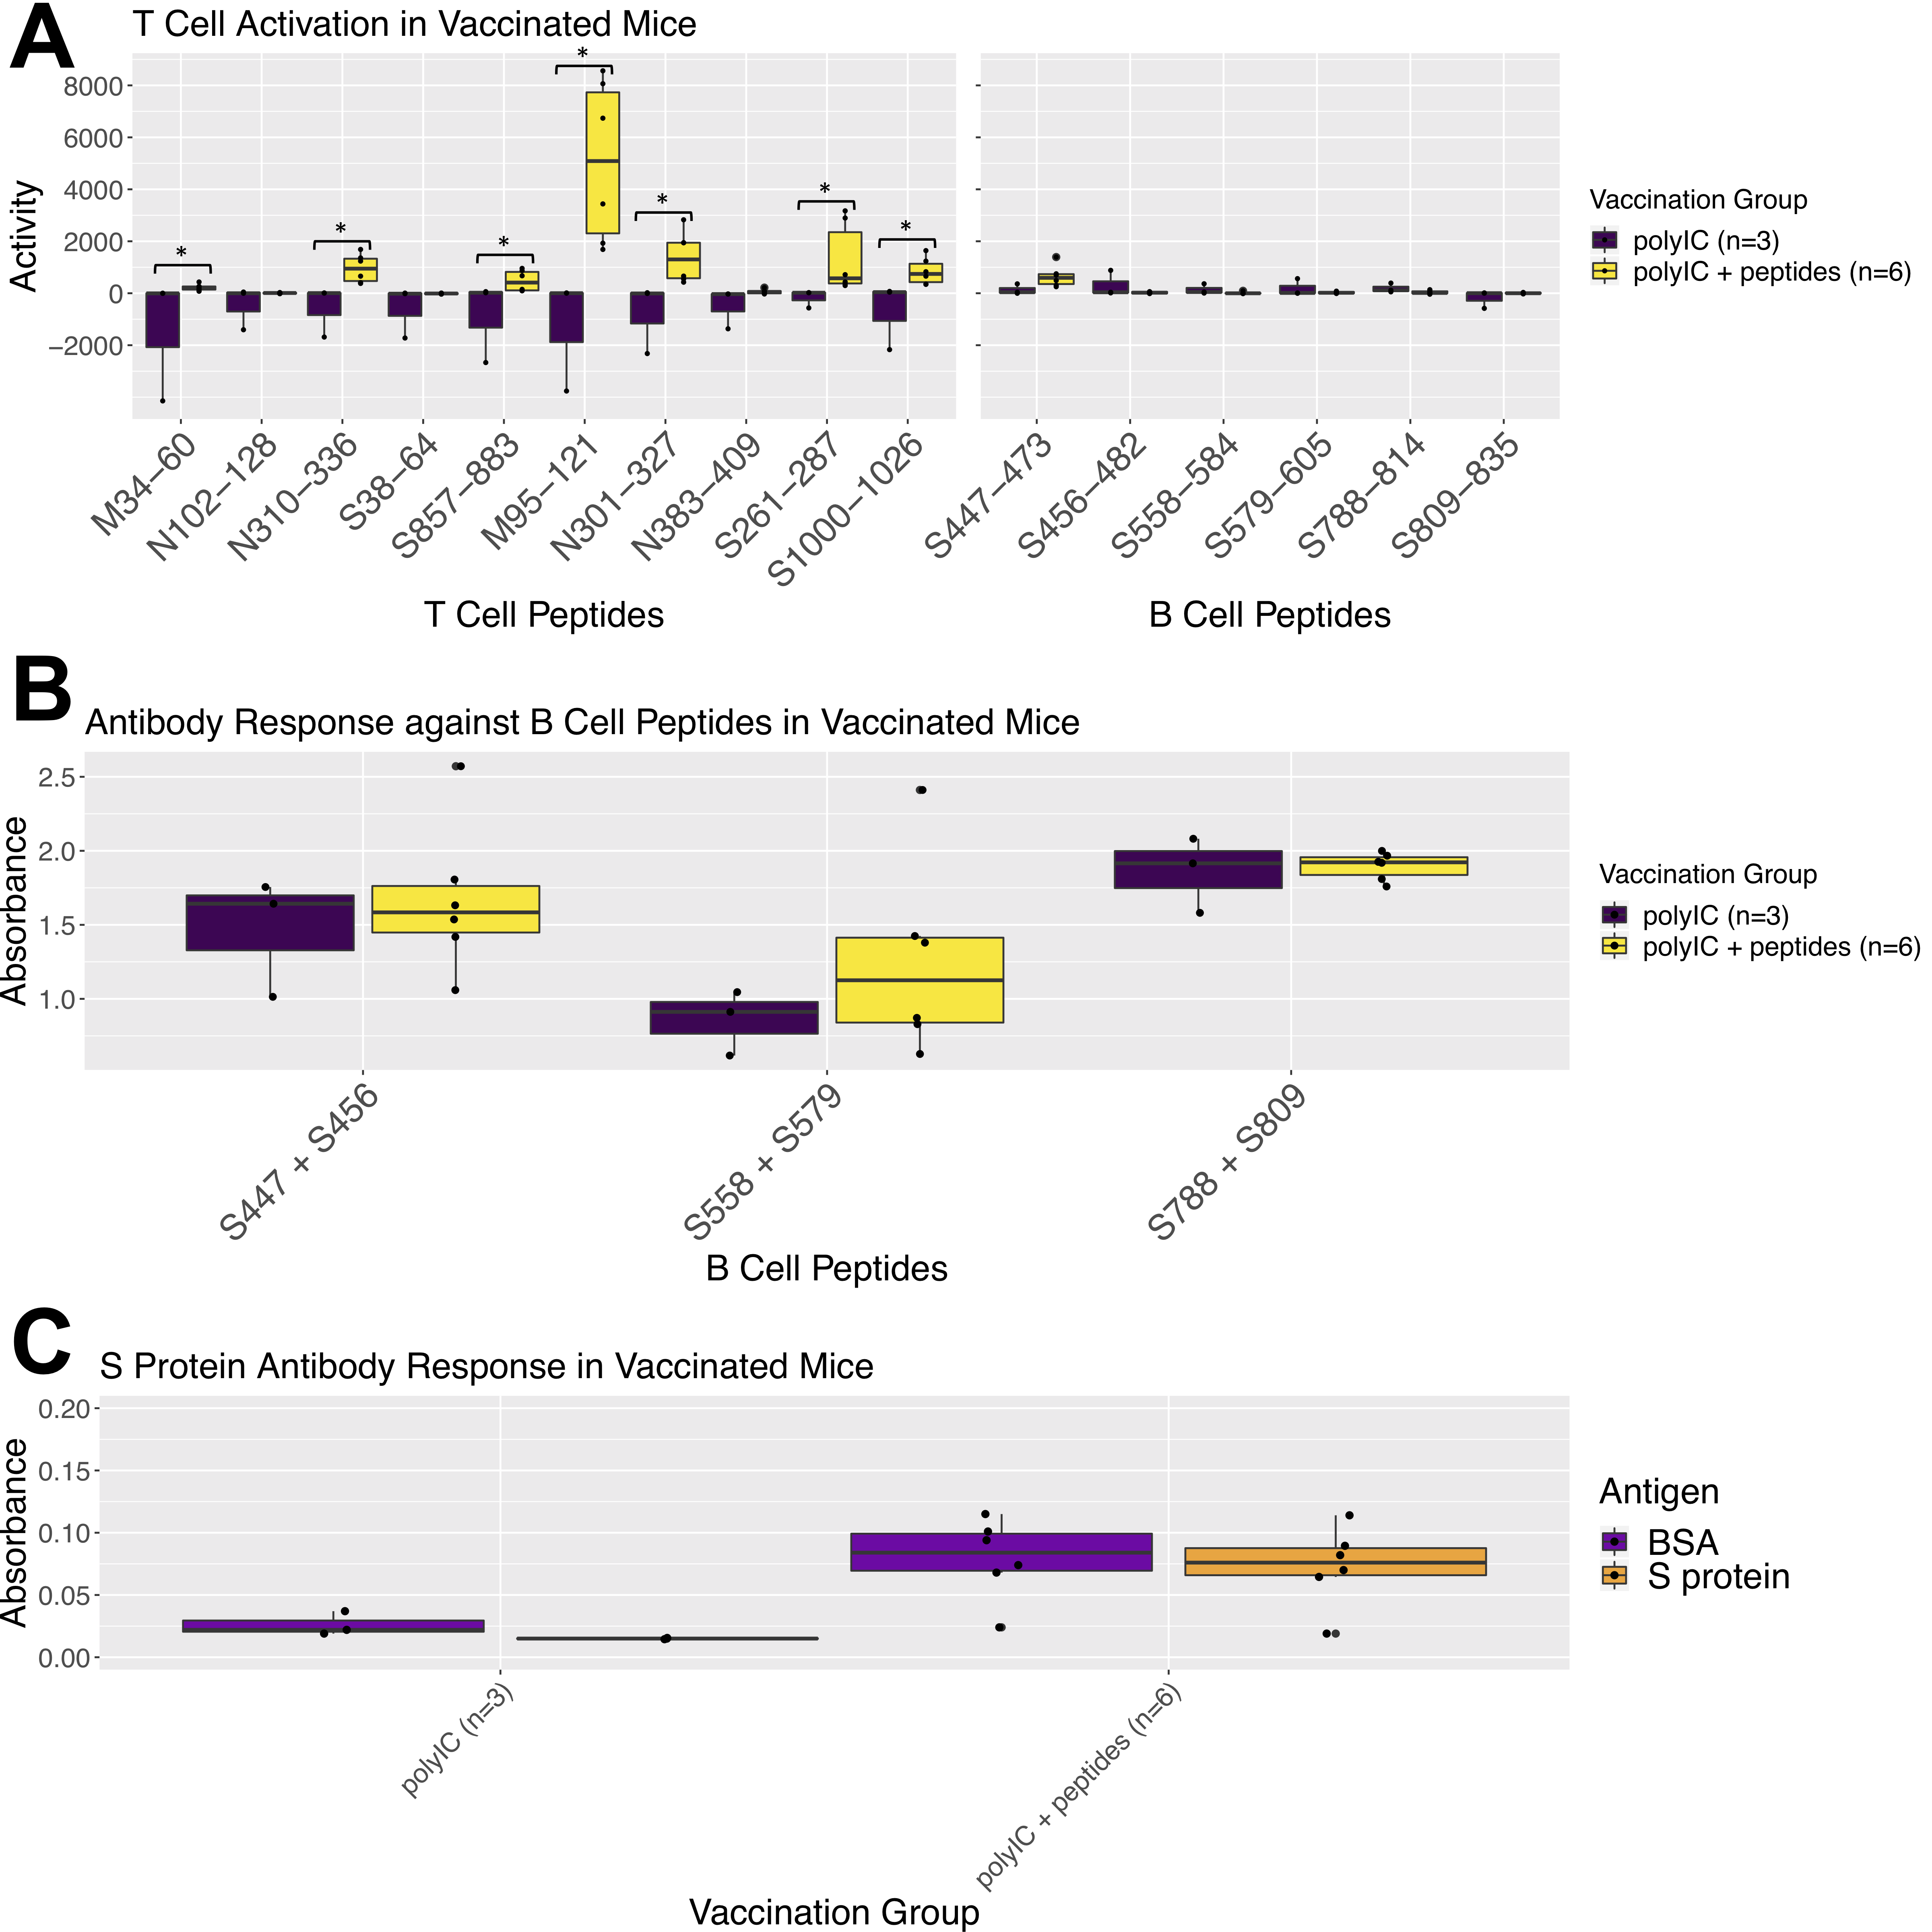 A
T Cell Activation in Vaccinated Mice
Activity
8000
6000
4000
2000
0
−2000
*
*
*
*
*
*
*
M34−60
N102−128
N310−336
S38−64
S857−883
M95−121
N301−327
N383−409
S261−287
S1000−1026
T Cell Peptides
S447−473
S456−482
S558−584
S579−605
S788−814
S809−835
B Cell Peptides
Vaccination Group
polyIC (n=3)
polyIC + peptides (n=6)
B
Antibody Response against B Cell Peptides in Vaccinated Mice
Absorbance
2.5
2.0
1.5
1.0
S447 + S456
S558 + S579
S788 + S809
B Cell Peptides
Vaccination Group
polyIC (n=3)
polyIC + peptides (n=6)
C
S Protein Antibody Response in Vaccinated Mice
Absorbance
0.20
0.15
0.10
0.05
0.00
polyIC (n=3)
polyIC + peptides (n=6)
Vaccination Group
Antigen
BSA
S protein